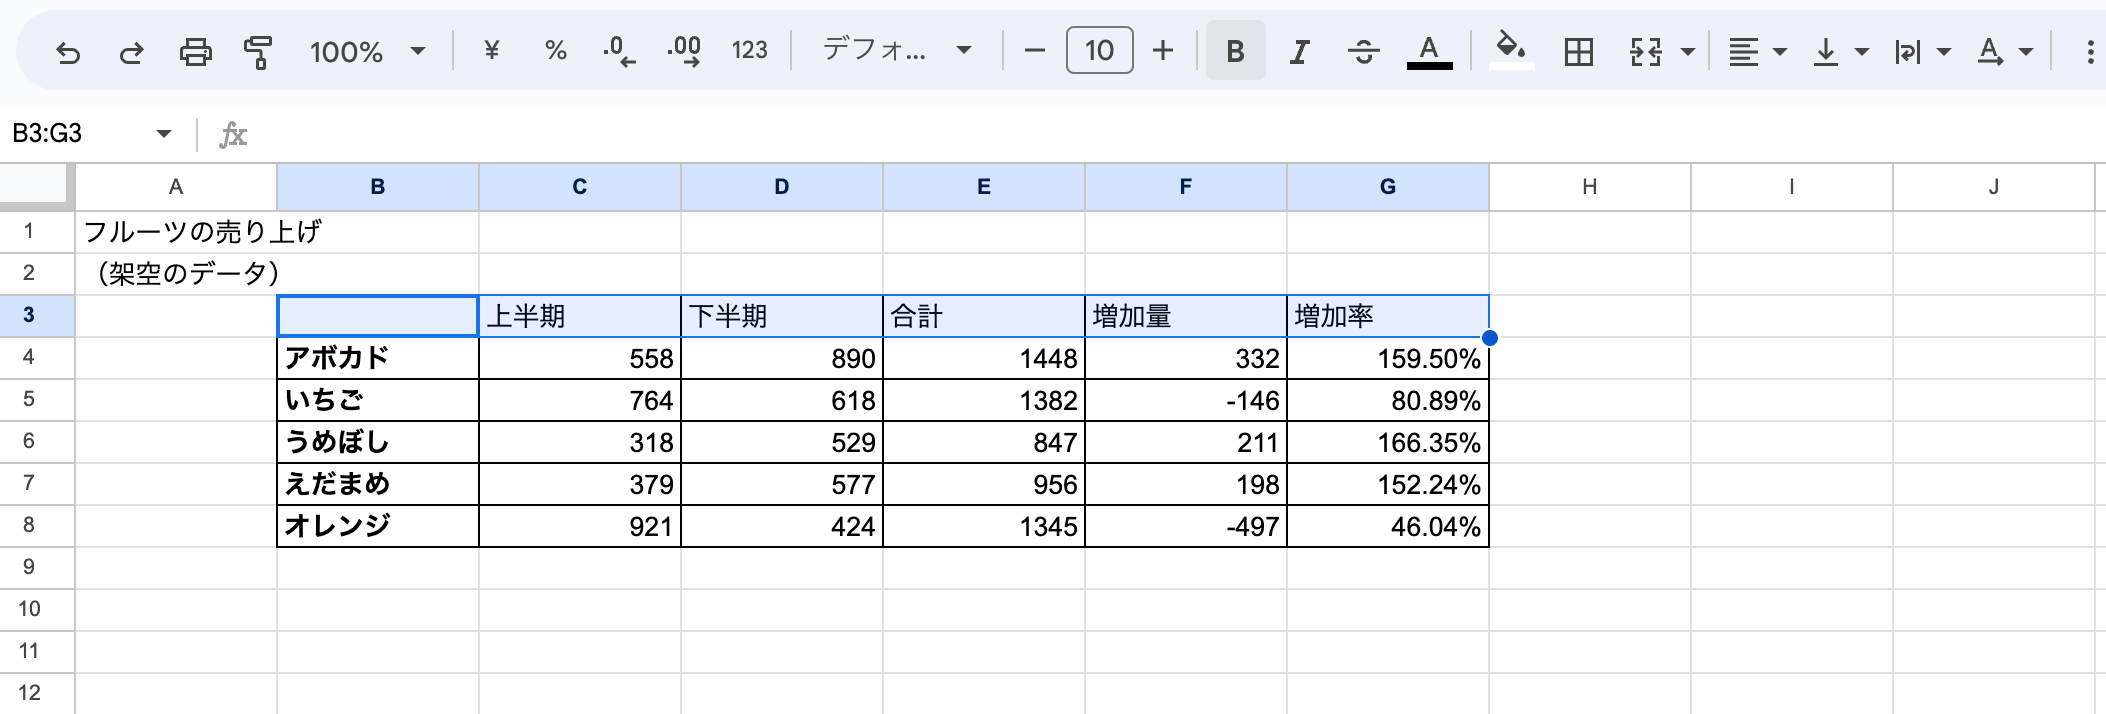 100% ¥ % .0 .00 123 デフォ... 10 B I A A
B3:G3 fx
A B C D E F G H I J
1 フルーツの売り上げ
2 （架空のデータ）
3 上半期 下半期 合計 増加量 増加率
4 アボカド 558 890 1448 332 159.50%
5 いちご 764 618 1382 -146 80.89%
6 うめぼし 318 529 847 211 166.35%
7 えだまめ 379 577 956 198 152.24%
8 オレンジ 921 424 1345 -497 46.04%
9
10
11
12